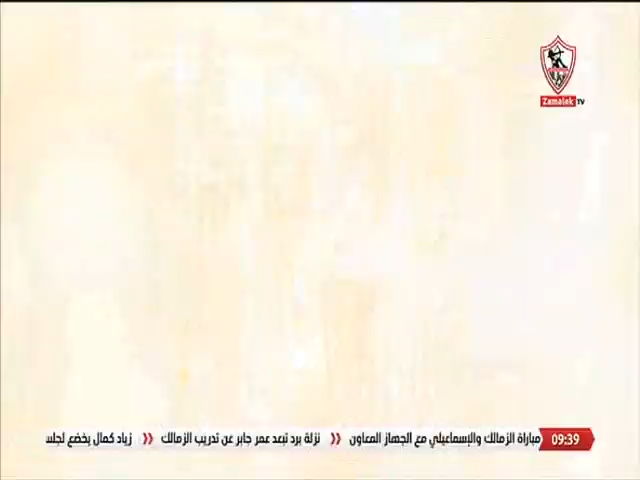 Zamalek TV
09:39 مباراة الزمالك والإسماعيلي مع الجهاز المعاون » نزلة برد تبعد عمر جابر عن تدريب الزمالك » زياد كمال يخضع لجلس